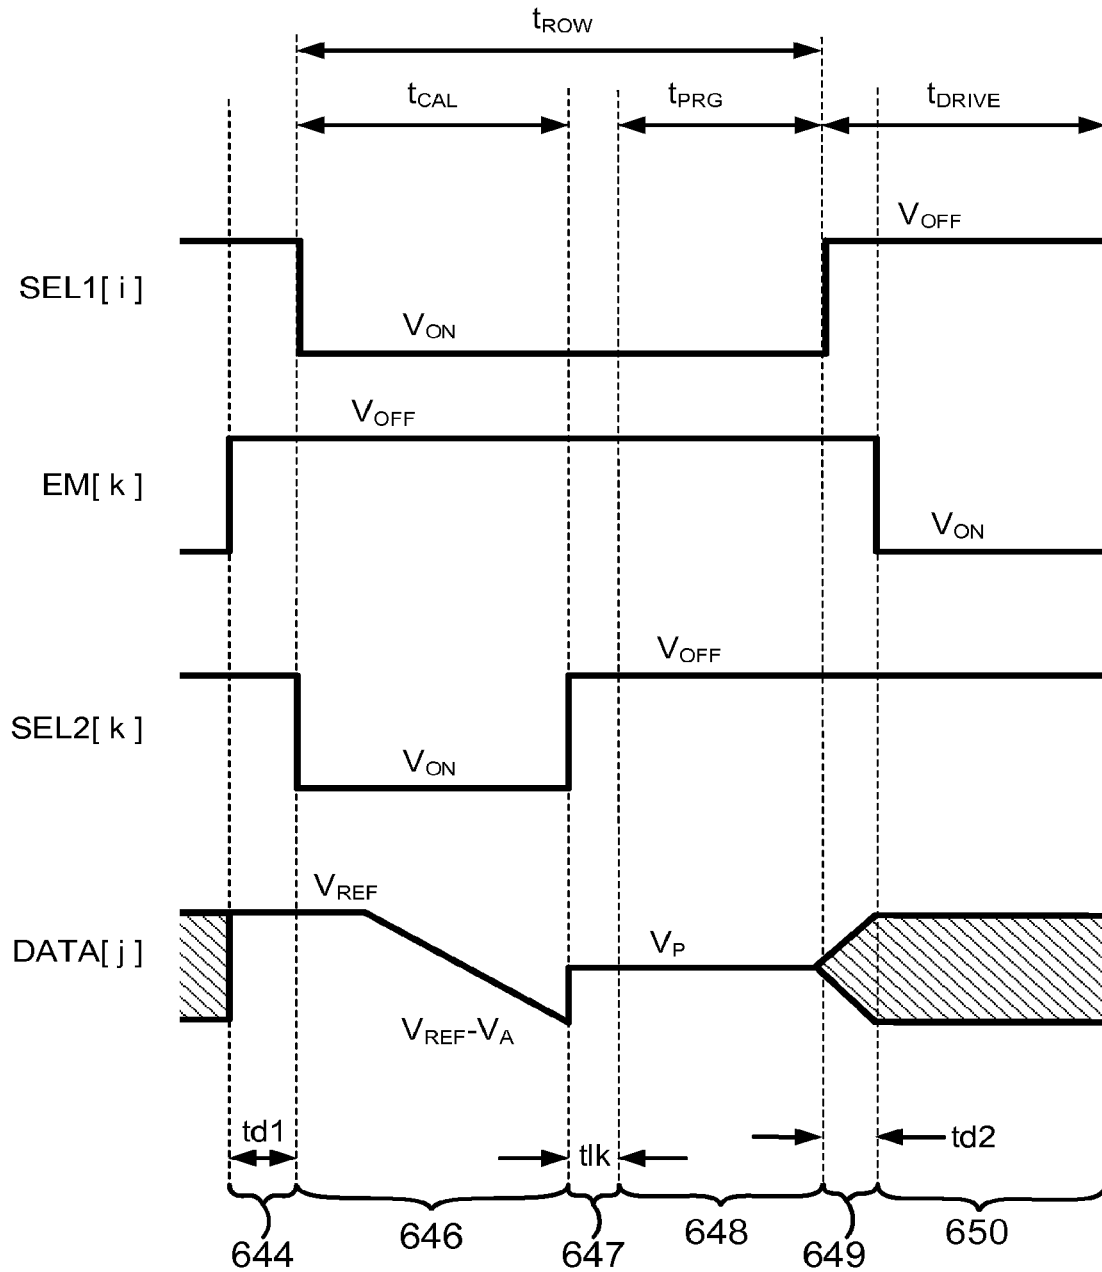 tROW
tCAL
tPRG
tDRIVE
VOFF
SEL1[ i ]
VON
VOFF
EM[ k ]
VON
VOFF
SEL2[ k ]
VON
VREF
DATA[ j ]
VP
VREF-VA
td1
tlk
td2
644
646
647
648
649
650